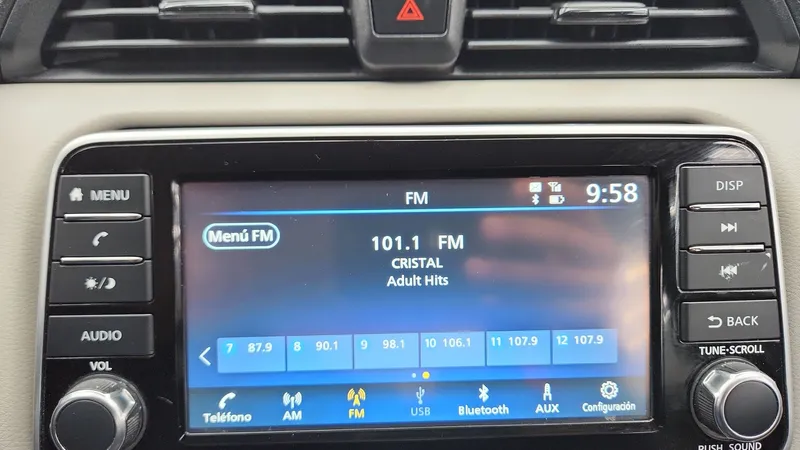 MENU
AUDIO
VOL
FM
9:58
Menú FM
101.1 FM
CRISTAL
Adult Hits
7 87.9
8 90.1
9 98.1
10 106.1
11 107.9
12 107.9
Teléfono
AM
FM
USB
Bluetooth
AUX
Configuración
DISP
BACK
TUNE·SCROLL
PUSH SOUND